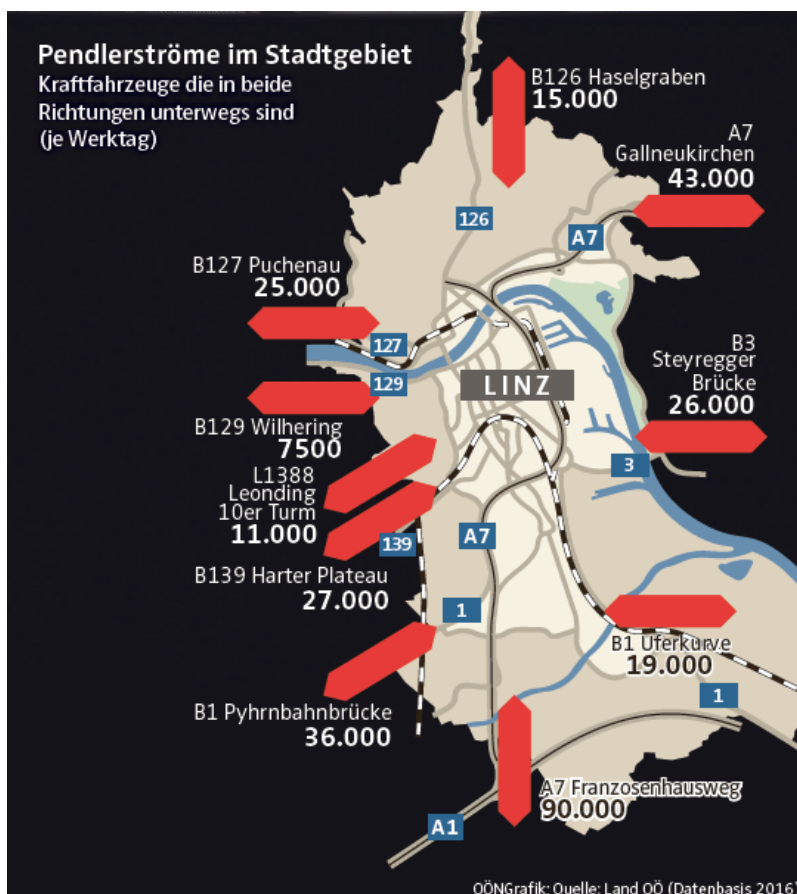 Pendlerströme im Stadtgebiet
Kraftfahrzeuge die in beide
Richtungen unterwegs sind
(je Werktag)
B126 Haselgraben
15.000
A7
Gallneukirchen
43.000
126
A7
B127 Puchenau
25.000
127
129
LINZ
B3
Steyregger
Brücke
26.000
B129 Wilhering
7500
L1388
Leonding
10er Turm
11.000
3
139
A7
B139 Harter Plateau
27.000
1
B1 Uferkurve
19.000
B1 Pyhrnbahnbrücke
36.000
1
A7 Franzosenhausweg
90.000
A1
OÖNGrafik; Quelle: Land OÖ (Datenbasis 2016)